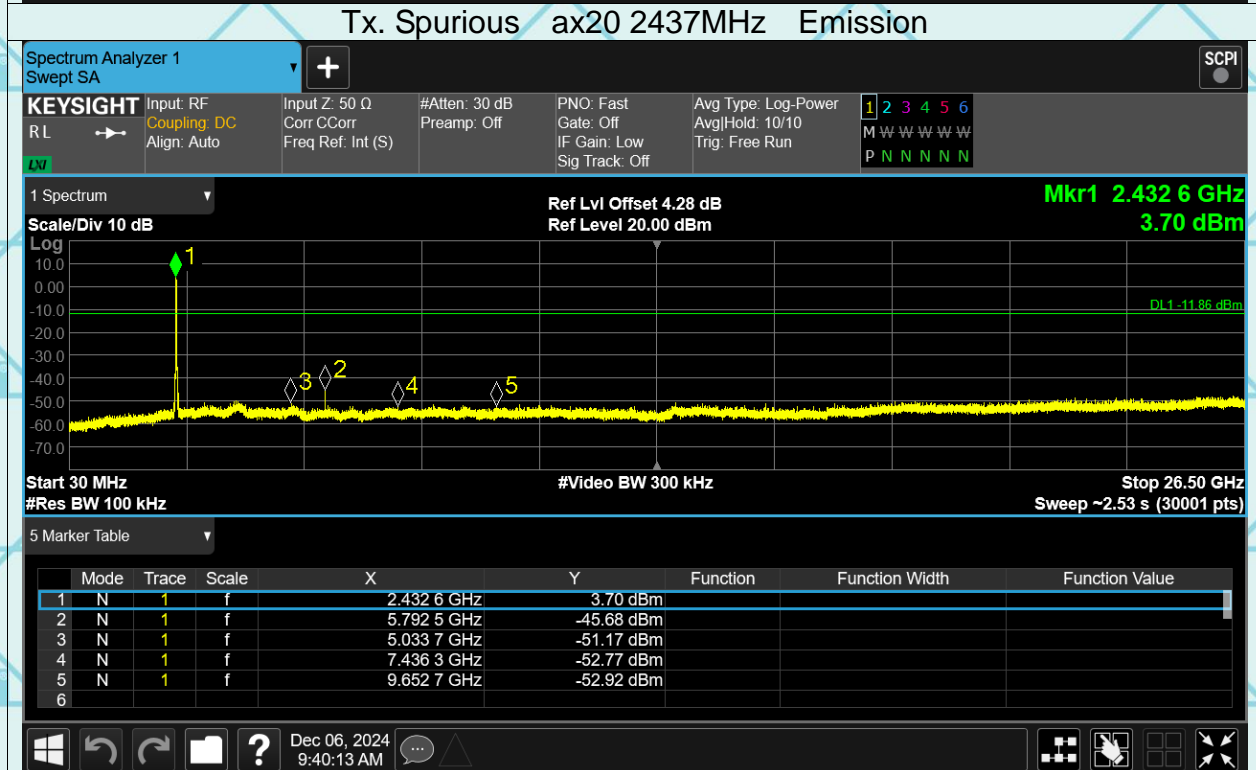 Tx. Spurious ax20 2437MHz Emission
Spectrum Analyzer 1
Swept SA
SCPI
KEYSIGHT
R L
LXI
Input: RF
Coupling: DC
Align: Auto
Input Z: 50 Ω
Corr CCorr
Freq Ref: Int (S)
#Atten: 30 dB
Preamp: Off
PNO: Fast
Gate: Off
IF Gain: Low
Sig Track: Off
Avg Type: Log-Power
Avg|Hold: 10/10
Trig: Free Run
1 2 3 4 5 6
M W W W W W
P N N N N N
1 Spectrum
Scale/Div 10 dB
Ref Lvl Offset 4.28 dB
Ref Level 20.00 dBm
Mkr1 2.432 6 GHz
3.70 dBm
Log
10.0
0.00
-10.0
-20.0
-30.0
-40.0
-50.0
-60.0
-70.0
1
3
2
4
5
DL1 -11.86 dBm
Start 30 MHz
#Video BW 300 kHz
Stop 26.50 GHz
#Res BW 100 kHz
Sweep ~2.53 s (30001 pts)
5 Marker Table
Mode Trace Scale X Y Function Function Width Function Value
1 N 1 f 2.432 6 GHz 3.70 dBm
2 N 1 f 5.792 5 GHz -45.68 dBm
3 N 1 f 5.033 7 GHz -51.17 dBm
4 N 1 f 7.436 3 GHz -52.77 dBm
5 N 1 f 9.652 7 GHz -52.92 dBm
6
?
Dec 06, 2024
9:40:13 AM